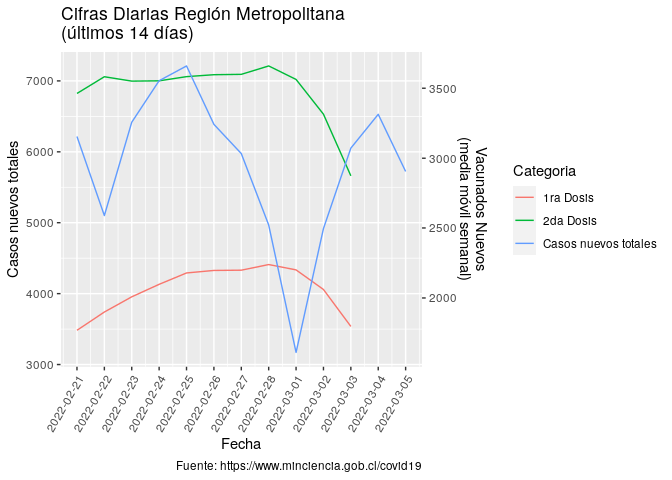 Cifras Diarias Región Metropolitana
(últimos 14 días)
Casos nuevos totales
7000
6000
5000
4000
3000
3500
3000
2500
2000
Vacunados Nuevos
(media móvil semanal)
2022-02-21
2022-02-22
2022-02-23
2022-02-24
2022-02-25
2022-02-26
2022-02-27
2022-02-28
2022-03-01
2022-03-02
2022-03-03
2022-03-04
2022-03-05
Fecha
Categoria
1ra Dosis
2da Dosis
Casos nuevos totales
Fuente: https://www.minciencia.gob.cl/covid19